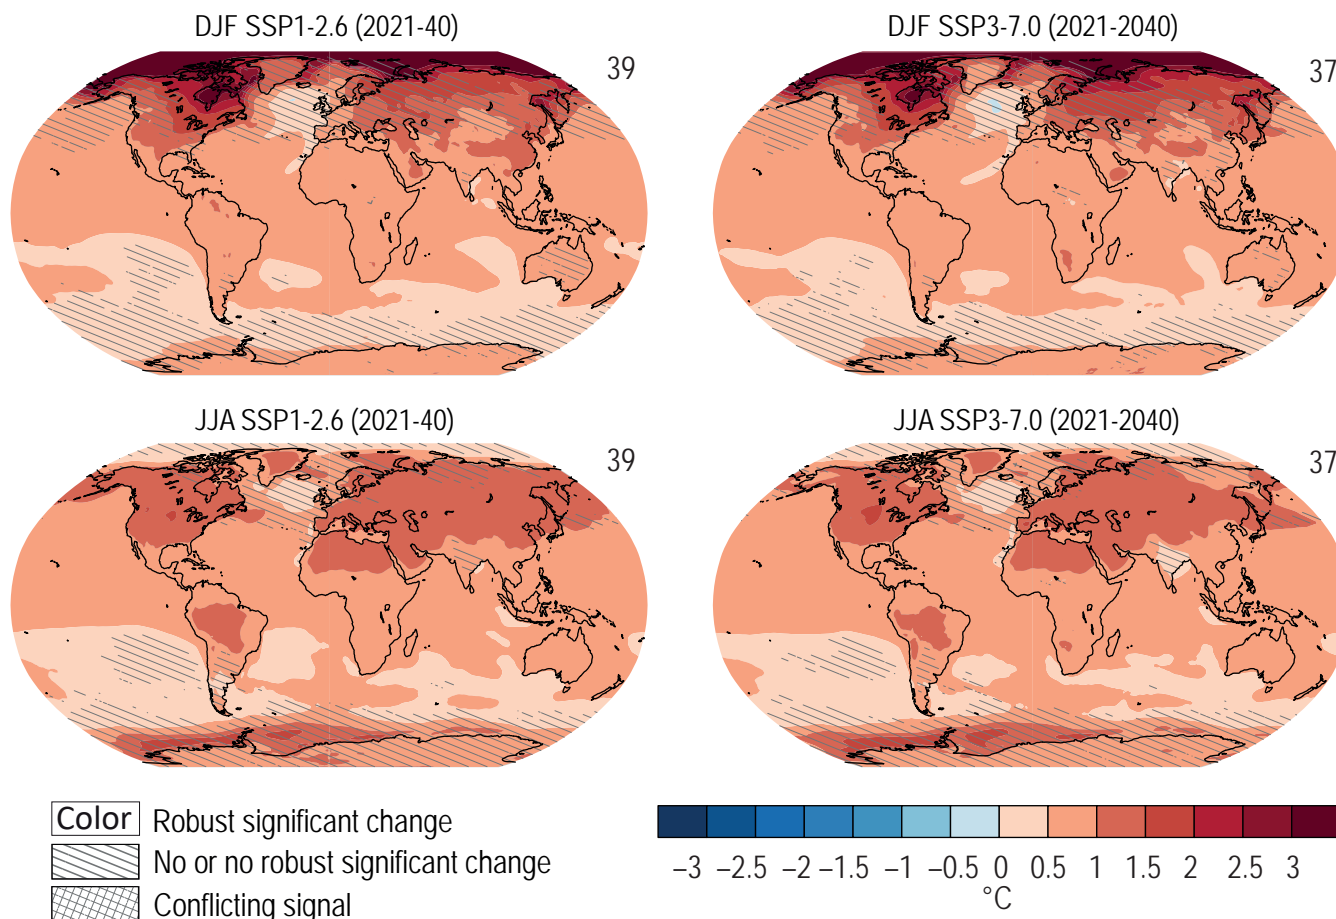 DJF SSP1-2.6 (2021-40)
39
DJF SSP3-7.0 (2021-2040)
37
JJA SSP1-2.6 (2021-40)
39
JJA SSP3-7.0 (2021-2040)
37
Color Robust significant change
No or no robust significant change
Conflicting signal
−3 −2.5 −2 −1.5 −1 −0.5 0 0.5 1 1.5 2 2.5 3
°C